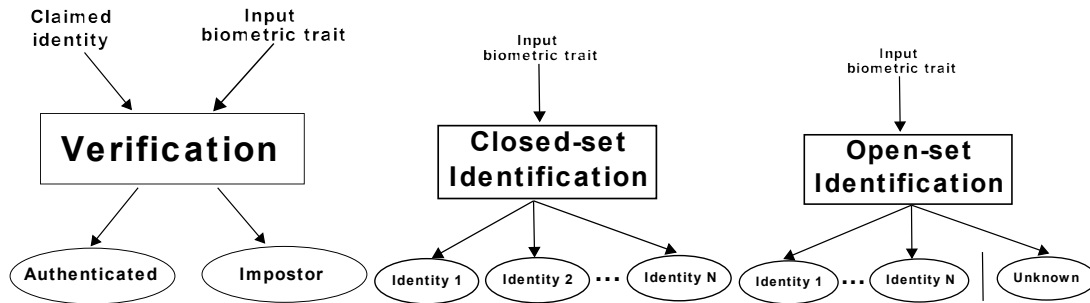 Claimed
identity
Input
biometric trait
Verification
Authenticated
Impostor
Input
biometric trait
Closed-set
Identification
Identity 1
Identity 2
...
Identity N
Input
biometric trait
Open-set
Identification
Identity 1
...
Identity N
Unknown